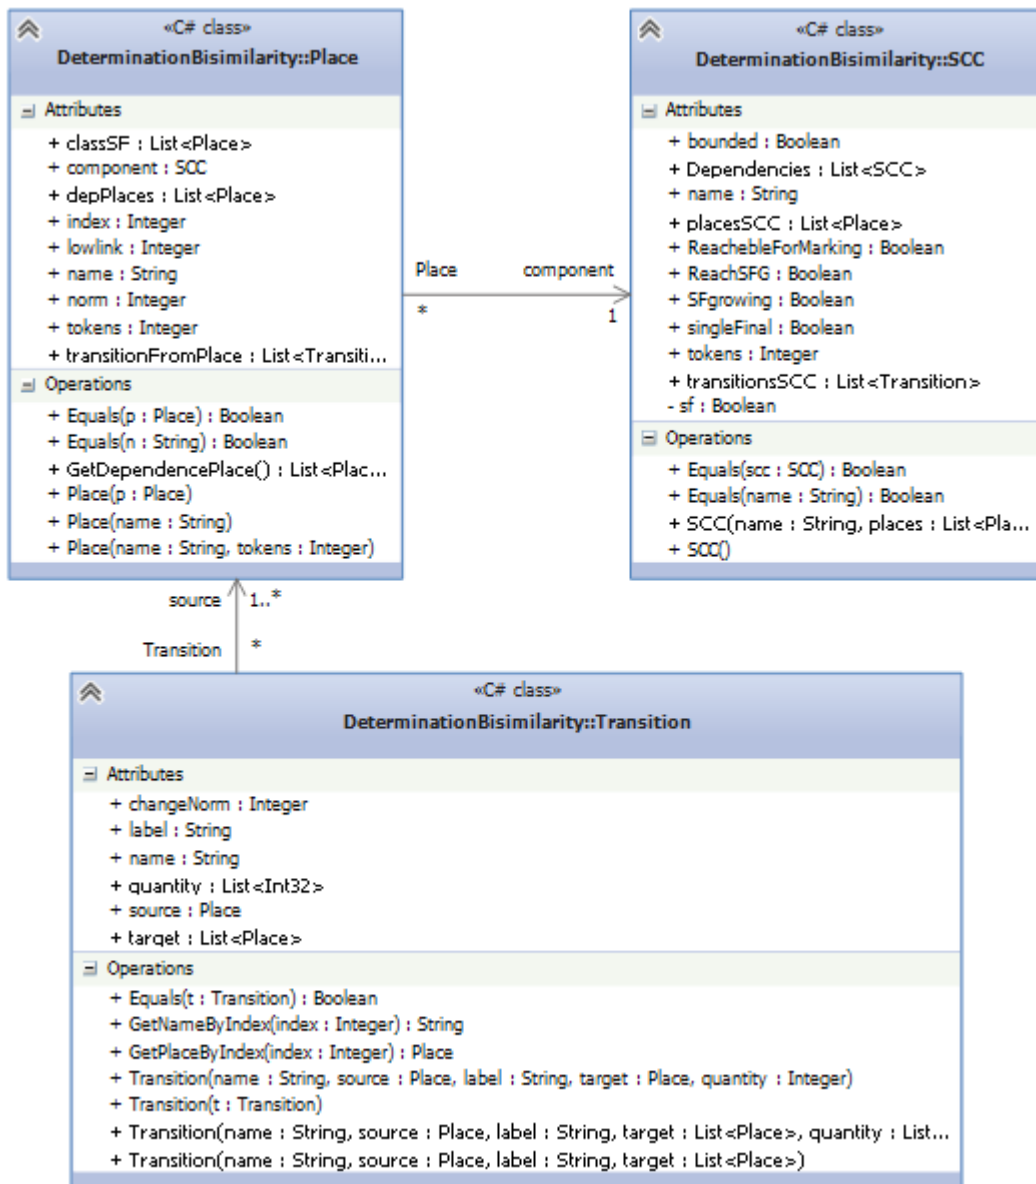 «C# class»
DeterminationBisimilarity::Place
Attributes
+ classSF : List<Place>
+ component : SCC
+ depPlaces : List<Place>
+ index : Integer
+ lowlink : Integer
+ name : String
+ norm : Integer
+ tokens : Integer
+ transitionFromPlace : List<Transiti...
Operations
+ Equals(p : Place) : Boolean
+ Equals(n : String) : Boolean
+ GetDependencePlace() : List<Plac...
+ Place(p : Place)
+ Place(name : String)
+ Place(name : String, tokens : Integer)
Place component
* 1
«C# class»
DeterminationBisimilarity::SCC
Attributes
+ bounded : Boolean
+ Dependencies : List<SCC>
+ name : String
+ placesSCC : List<Place>
+ ReachebleForMarking : Boolean
+ ReachSFG : Boolean
+ SFgrowing : Boolean
+ singleFinal : Boolean
+ tokens : Integer
+ transitionsSCC : List<Transition>
- sf : Boolean
Operations
+ Equals(scc : SCC) : Boolean
+ Equals(name : String) : Boolean
+ SCC(name : String, places : List<Pla...
+ SCC()
source 1..*
Transition *
«C# class»
DeterminationBisimilarity::Transition
Attributes
+ changeNorm : Integer
+ label : String
+ name : String
+ quantity : List<Int32>
+ source : Place
+ target : List<Place>
Operations
+ Equals(t : Transition) : Boolean
+ GetNameByIndex(index : Integer) : String
+ GetPlaceByIndex(index : Integer) : Place
+ Transition(name : String, source : Place, label : String, target : Place, quantity : Integer)
+ Transition(t : Transition)
+ Transition(name : String, source : Place, label : String, target : List<Place>, quantity : List...
+ Transition(name : String, source : Place, label : String, target : List<Place>)